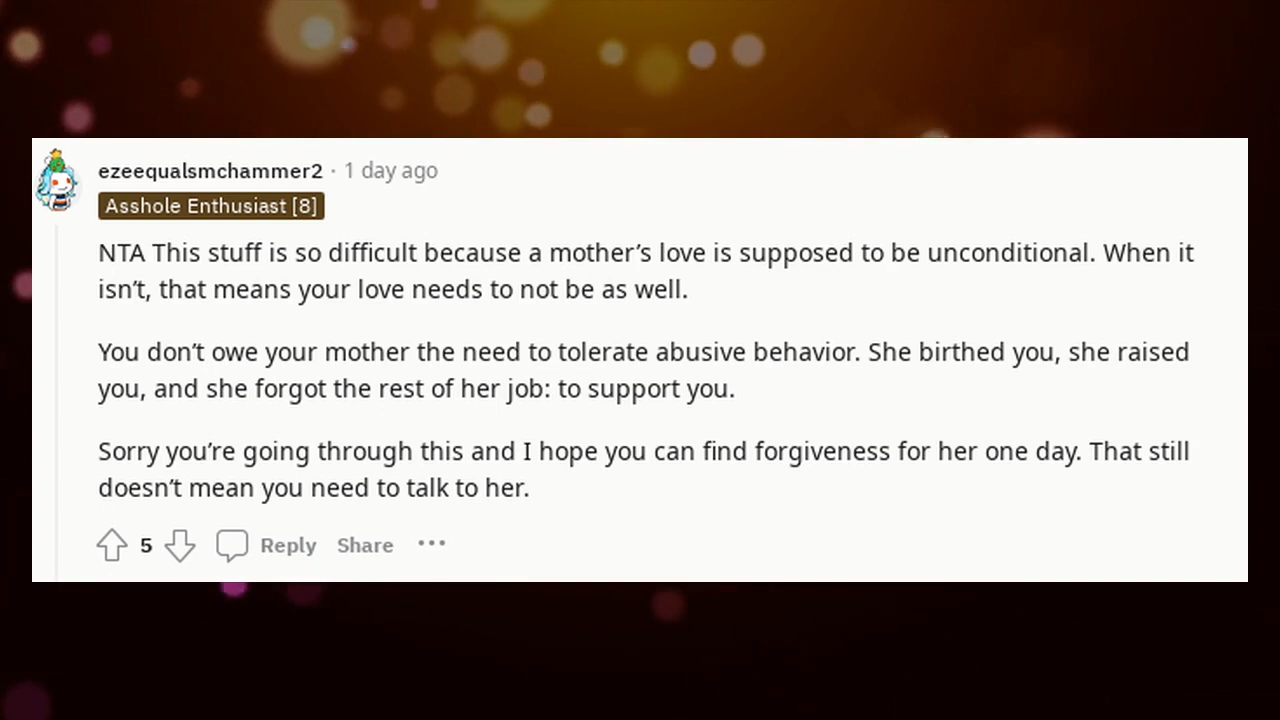 ezeequalsmchammer2 · 1 day ago
Asshole Enthusiast [8]
NTA This stuff is so difficult because a mother’s love is supposed to be unconditional. When it
isn’t, that means your love needs to not be as well.
You don’t owe your mother the need to tolerate abusive behavior. She birthed you, she raised
you, and she forgot the rest of her job: to support you.
Sorry you’re going through this and I hope you can find forgiveness for her one day. That still
doesn’t mean you need to talk to her.
5 Reply Share ···